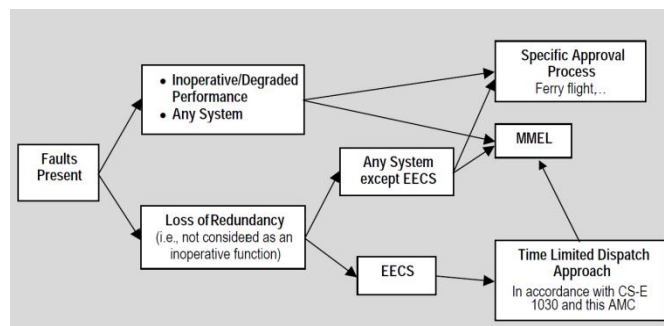 Specific Approval
Process
Ferry flight,..
• Inoperative/Degraded
Performance
• Any System
MMEL
Faults
Present
Any System
except EECS
Loss of Redundancy
(i.e., not considered as an
inoperative function)
EECS
Time Limited Dispatch
Approach
In accordance with CS-E
1030 and this AMC